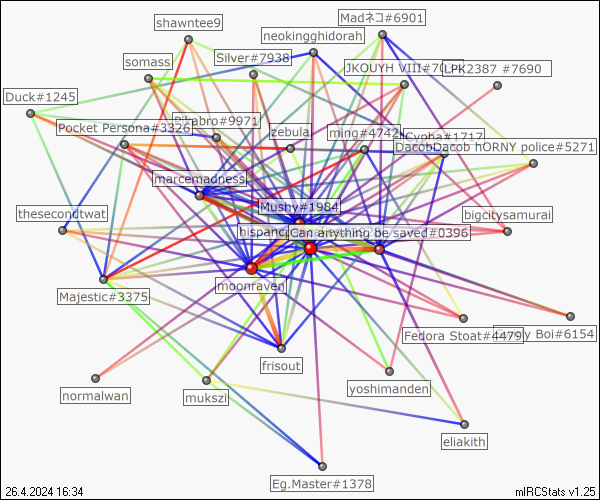 shawntee9
Madネコ#6901
neokingghidorah
Silver#7938
somass
JKOUYH VIII#70
LPK2387 #7690
Duck#1245
#9971
Pocket Persona#3326
zebula
ming#4742
Cypha#1717
DacobDacob hORNY police#5271
marcemadness
Mushy#1984
thesecondtwat
bigcitysamurai
Can anything be saved#0396
moonraven
Majestic#3375
Fedora Stoat#4479
Boi#6154
frisout
normalwan
mukszi
yoshimanden
eliakith
Eg.Master#1378
26.4.2024 16:34
mIRCStats v1.25